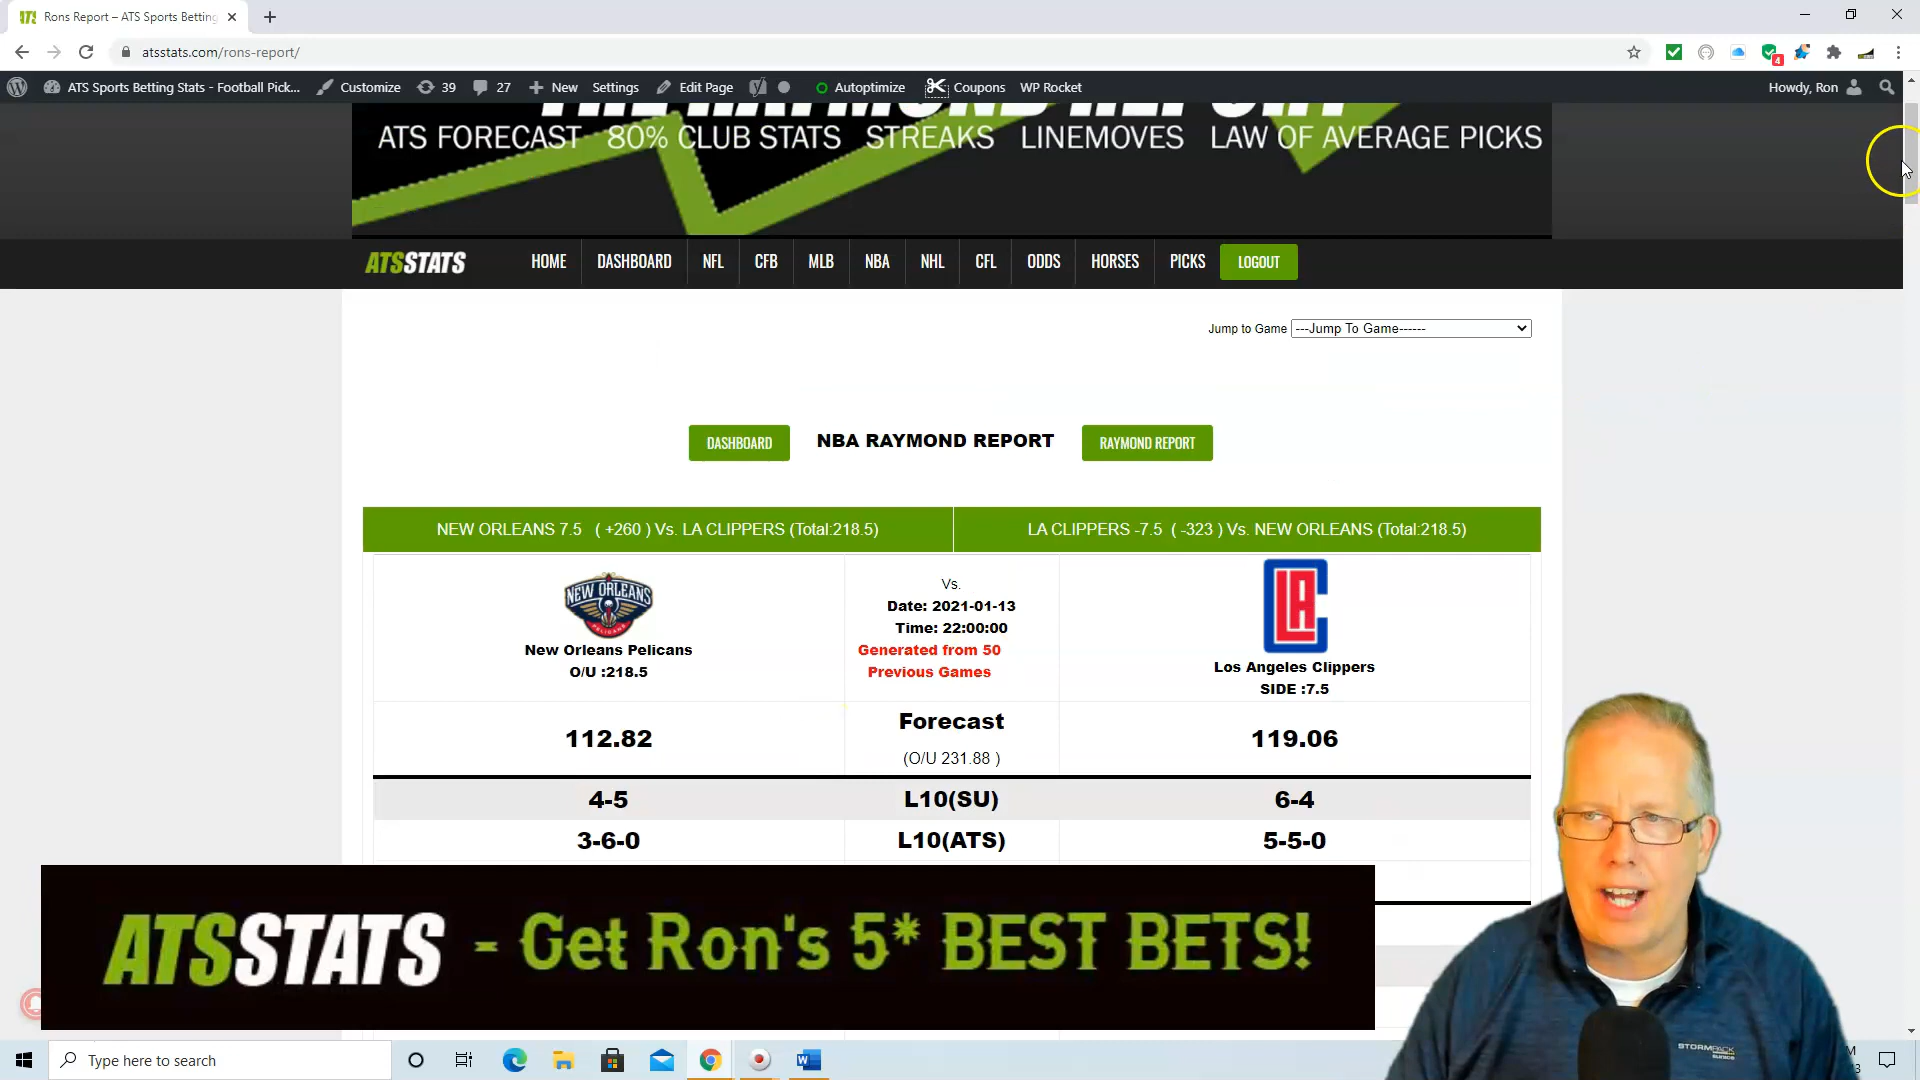 Rons Report – ATS Sports Betting
atsstats.com/rons-report/
4
ATS Sports Betting Stats - Football Pick... Customize 39 27 New Settings Edit Page Autoptimize Coupons WP Rocket Howdy, Ron
ATS FORECAST 80% CLUB STATS STREAKS LINEMOVES LAW OF AVERAGE PICKS
ATSSTATS HOME DASHBOARD NFL CFB MLB NBA NHL CFL ODDS HORSES PICKS LOGOUT
Jump to Game ---Jump To Game------
DASHBOARD NBA RAYMOND REPORT RAYMOND REPORT
NEW ORLEANS 7.5 ( +260 ) Vs. LA CLIPPERS (Total:218.5) LA CLIPPERS -7.5 ( -323 ) Vs. NEW ORLEANS (Total:218.5)
NEW ORLEANS
PELICANS
New Orleans Pelicans
O/U :218.5
Vs.
Date: 2021-01-13
Time: 22:00:00
Generated from 50
Previous Games
LA
Los Angeles Clippers
SIDE :7.5
112.82 Forecast 119.06
(O/U 231.88 )
4-5 L10(SU) 6-4
3-6-0 L10(ATS) 5-5-0
ATSSTATS - Get Ron's 5* BEST BETS!
STORMPACK
Type here to search